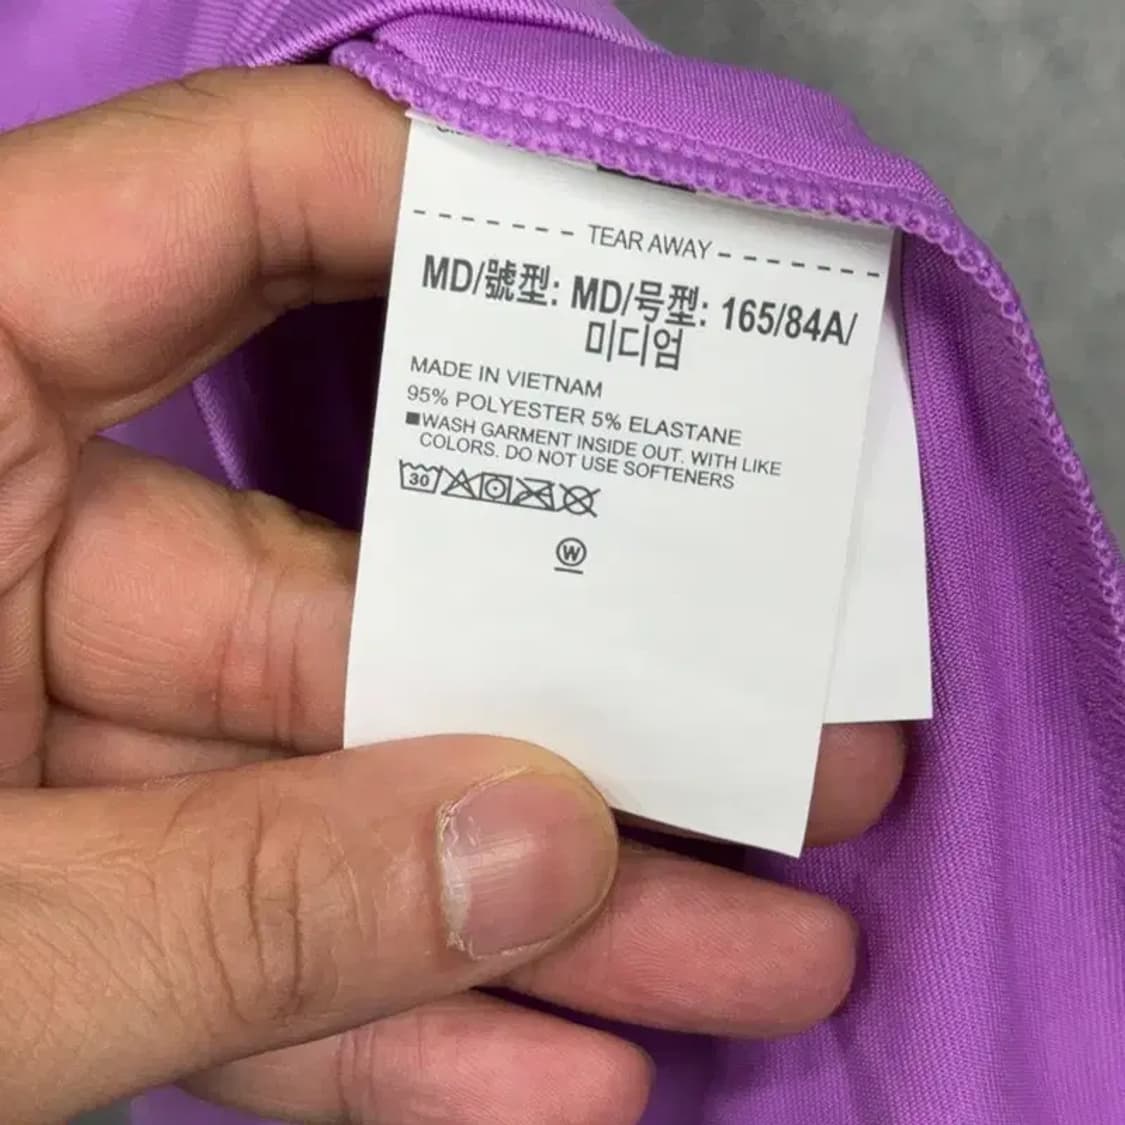 TEAR AWAY
MD/號型: MD/号型: 165/84A/
미디엄
MADE IN VIETNAM
95% POLYESTER 5% ELASTANE
■WASH GARMENT INSIDE OUT. WITH LIKE
COLORS. DO NOT USE SOFTENERS
30
W